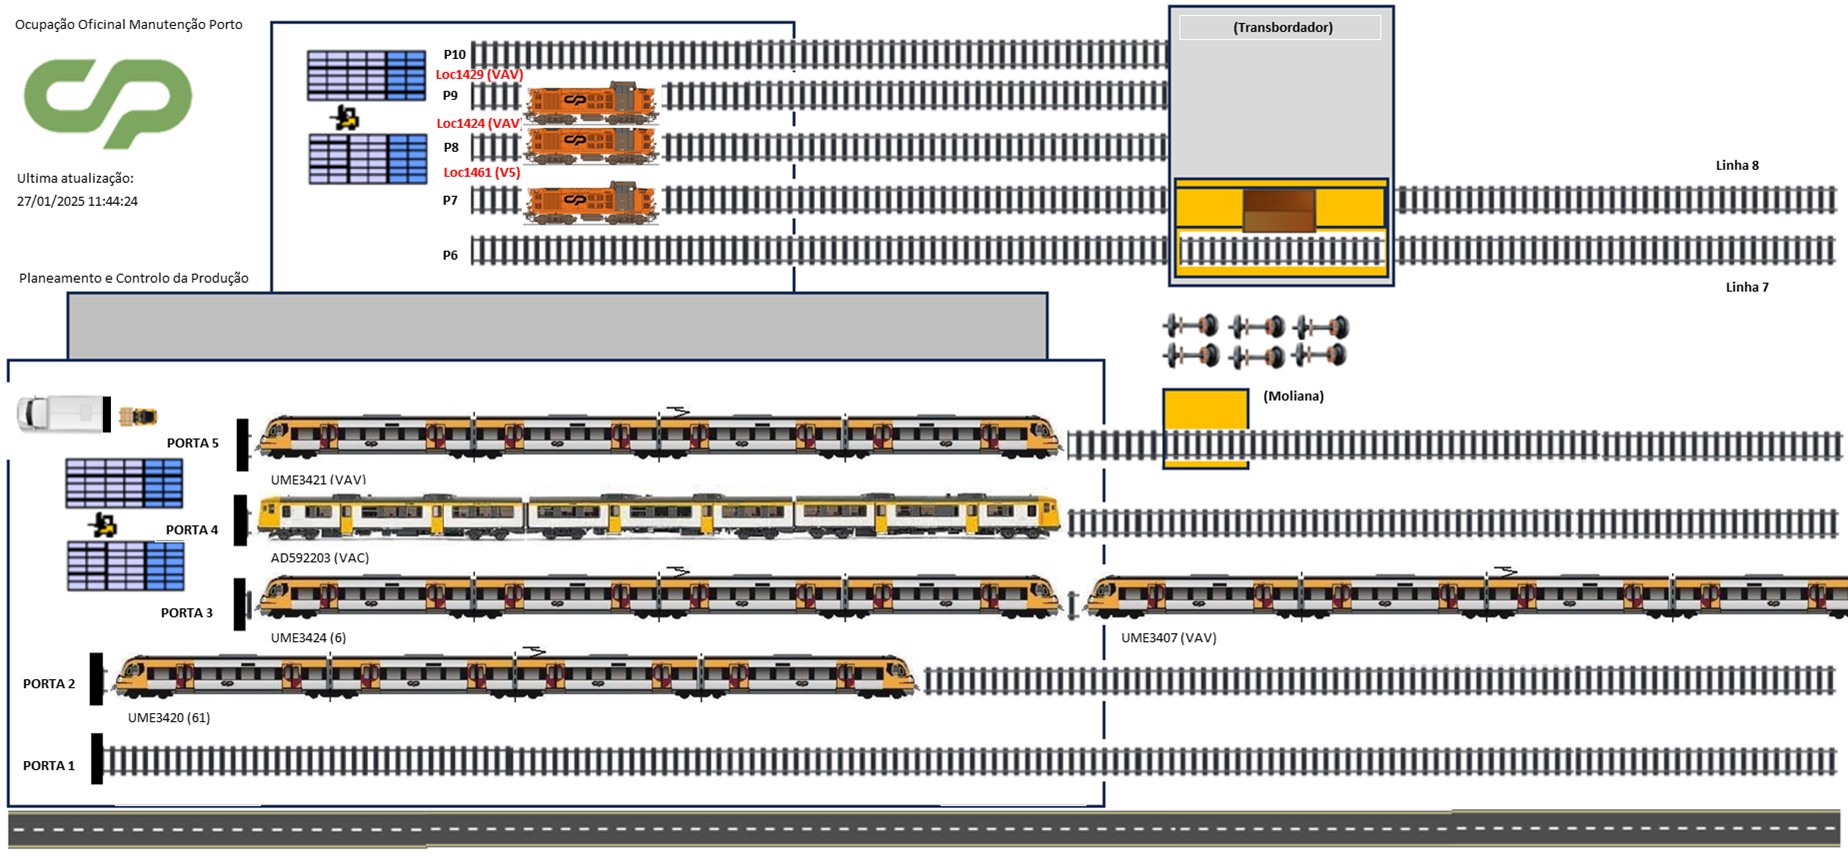 Ocupação Oficinal Manutenção Porto
CP
Ultima atualização:
27/01/2025 11:44:24
Planeamento e Controlo da Produção
P10
Loc1429 (VAV)
P9
Loc1424 (VAV)
P8
Loc1461 (V5)
P7
P6
(Transbordador)
Linha 8
Linha 7
(Moliana)
PORTA 5
UME3421 (VAV)
PORTA 4
AD592203 (VAC)
PORTA 3
UME3424 (6)
UME3407 (VAV)
PORTA 2
UME3420 (61)
PORTA 1